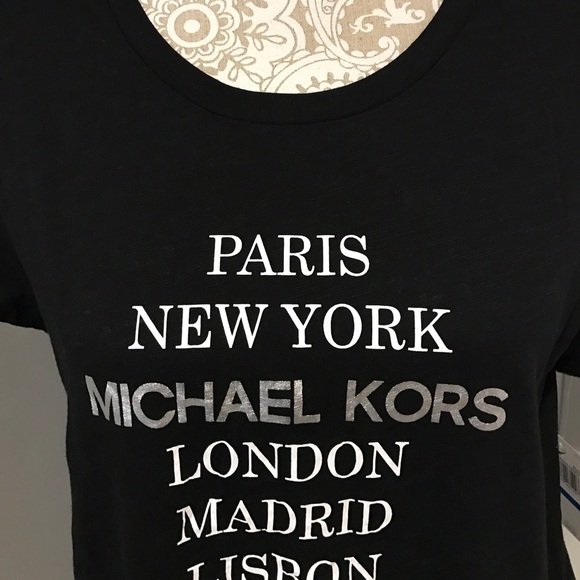 PARIS
NEW YORK
MICHAEL KORS
LONDON
MADRID
LISBON